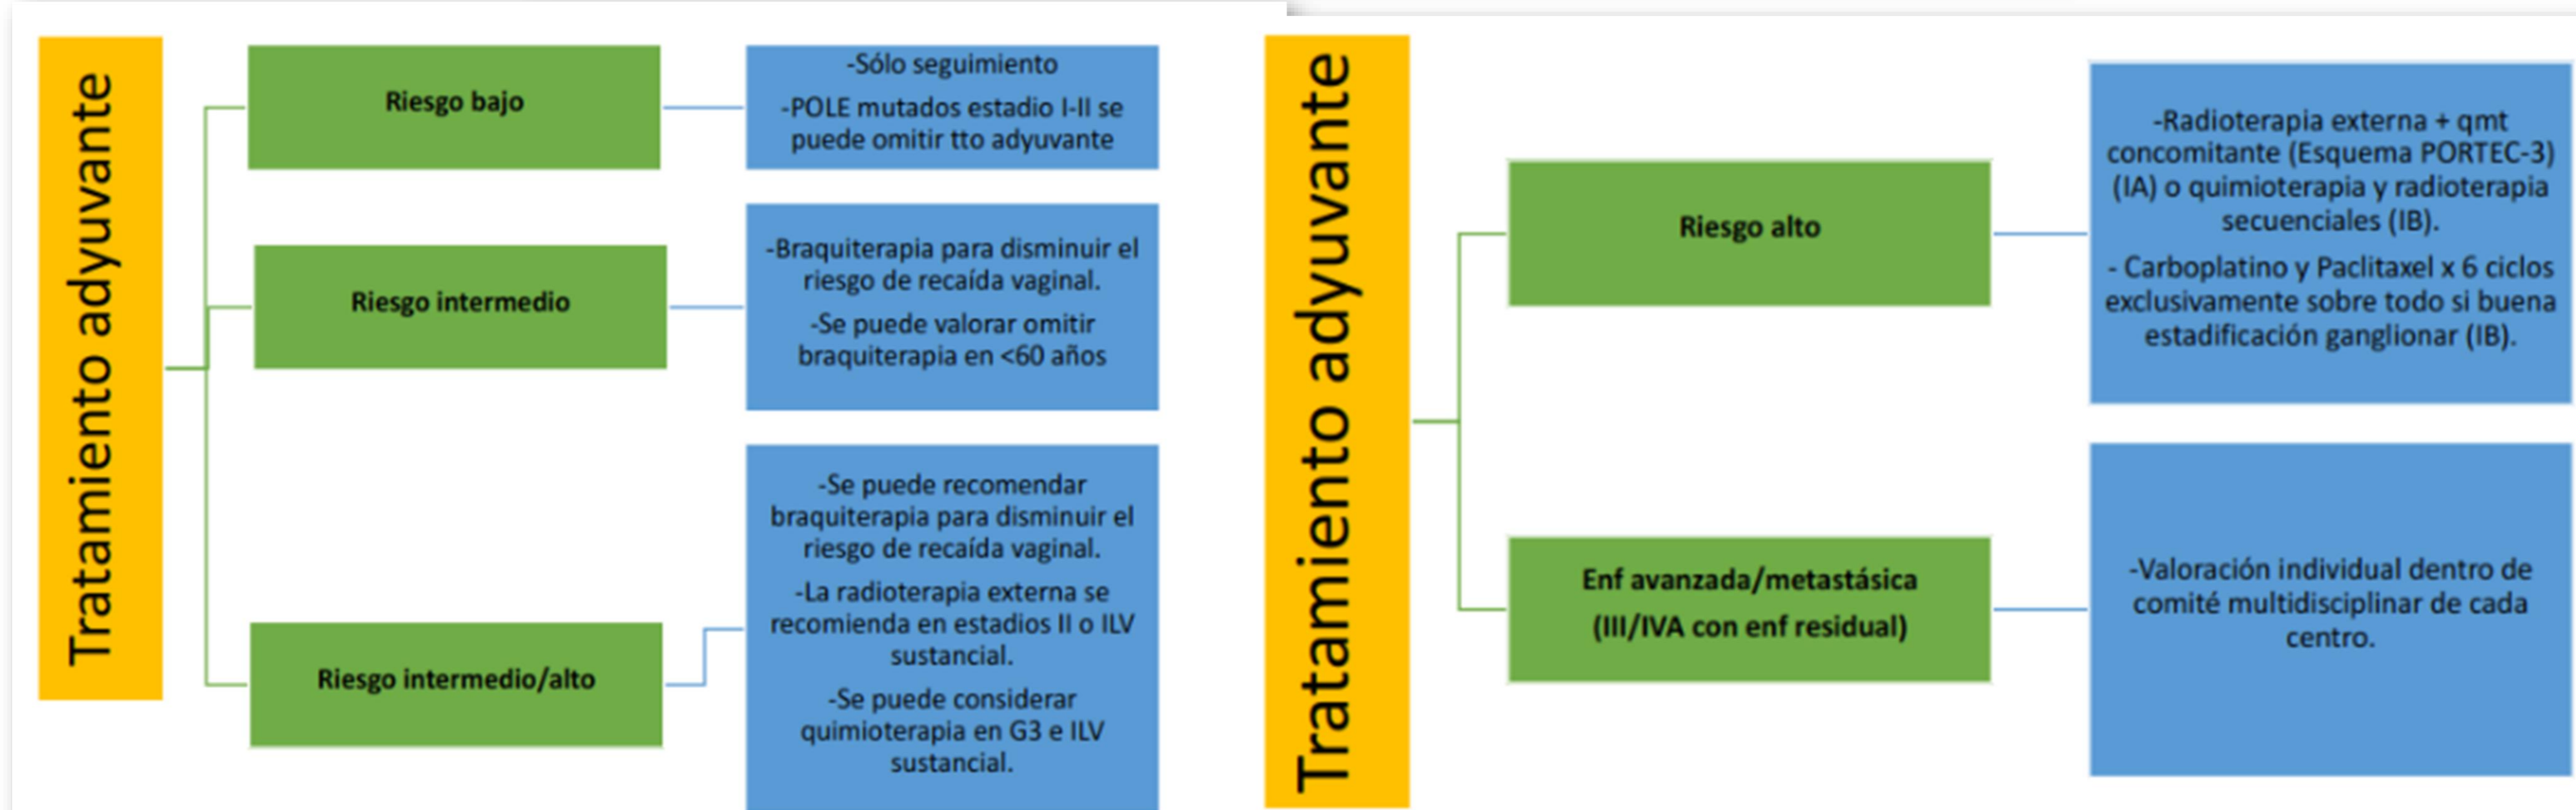 Tratamiento adyuvante
Riesgo bajo
-Sólo seguimiento
-POLE mutados estadio I-II se
puede omitir tto adyuvante
Riesgo intermedio
-Braquiterapia para disminuir el
riesgo de recaída vaginal.
-Se puede valorar omitir
braquiterapia en <60 años
Riesgo intermedio/alto
-Se puede recomendar
braquiterapia para disminuir el
riesgo de recaída vaginal.
-La radioterapia externa se
recomienda en estadios II o ILV
sustancial.
-Se puede considerar
quimioterapia en G3 e ILV
sustancial.
Tratamiento adyuvante
Riesgo alto
-Radioterapia externa + qmt
concomitante (Esquema PORTEC-3)
(IA) o quimioterapia y radioterapia
secuenciales (IB).
- Carboplatino y Paclitaxel x 6 ciclos
exclusivamente sobre todo si buena
estadificación ganglionar (IB).
Enf avanzada/metastásica
(III/IVA con enf residual)
-Valoración individual dentro de
comité multidisciplinar de cada
centro.